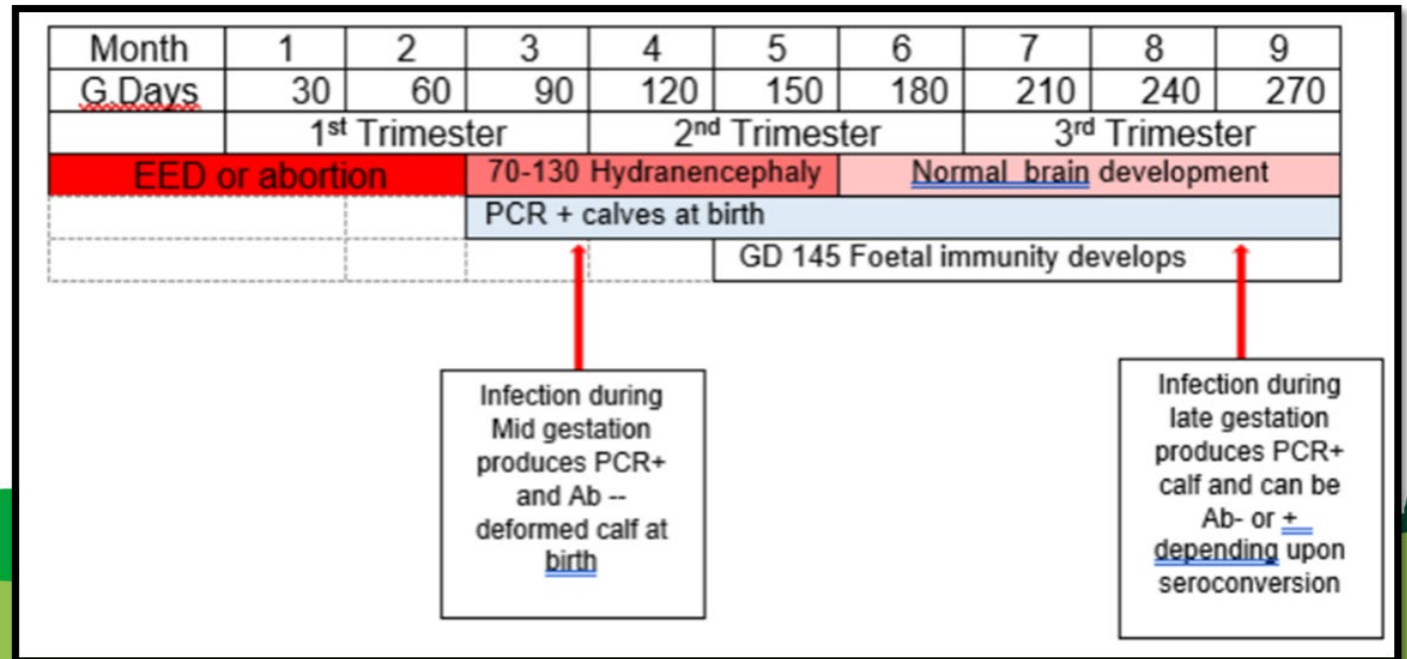 Month 1 2 3 4 5 6 7 8 9
G.Days 30 60 90 120 150 180 210 240 270
1st Trimester 2nd Trimester 3rd Trimester
EED or abortion 70-130 Hydranencephaly Normal brain development
PCR + calves at birth
GD 145 Foetal immunity develops
Infection during
Mid gestation
produces PCR+
and Ab --
deformed calf at
birth
Infection during
late gestation
produces PCR+
calf and can be
Ab- or +
depending upon
seroconversion